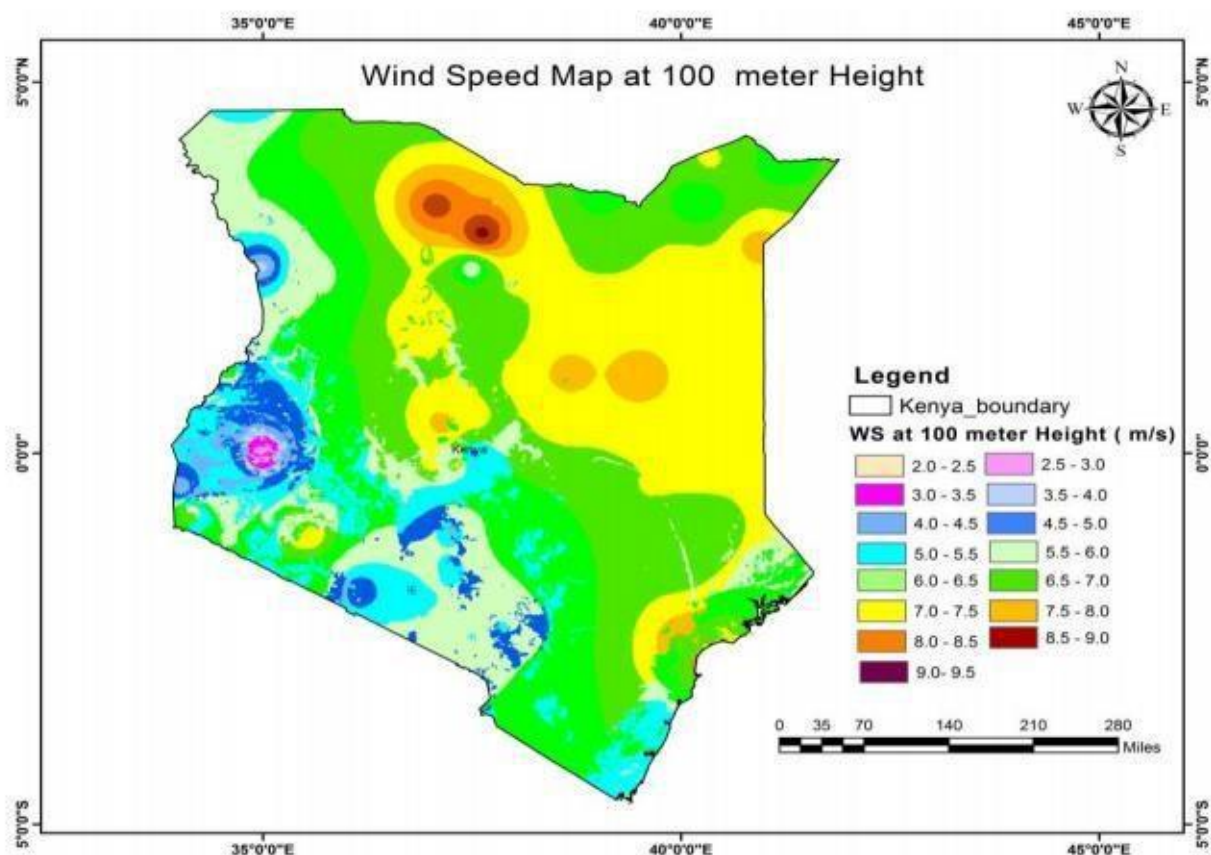 35°0'0"E 40°0'0"E 45°0'0"E
5°0'0"N
5°0'0"N
Wind Speed Map at 100 meter Height
N
W E
S
Legend
Kenya_boundary
WS at 100 meter Height ( m/s)
2.0 - 2.5 2.5 - 3.0
3.0 - 3.5 3.5 - 4.0
4.0 - 4.5 4.5 - 5.0
5.0 - 5.5 5.5 - 6.0
6.0 - 6.5 6.5 - 7.0
7.0 - 7.5 7.5 - 8.0
8.0 - 8.5 8.5 - 9.0
9.0- 9.5
0°0'0"
0°0'0"
Kenya
0 35 70 140 210 280
Miles
5°0'0"S
5°0'0"S
35°0'0"E 40°0'0"E 45°0'0"E